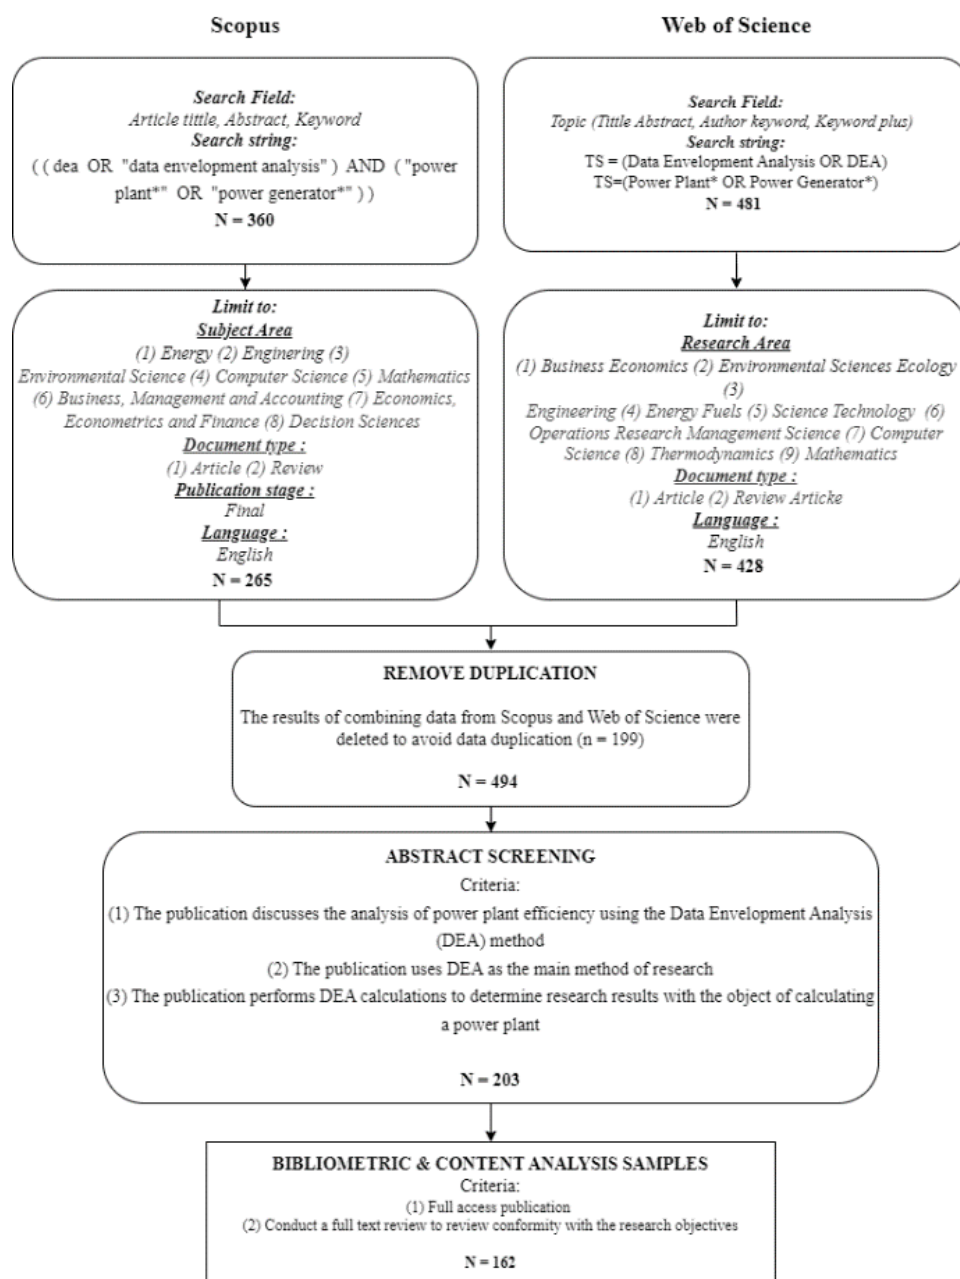 Scopus
Search Field:
Article tittle, Abstract, Keyword
Search string:
( ( dea OR "data envelopment analysis" ) AND ( "power
plant*" OR "power generator*" ) )
N = 360
Limit to:
Subject Area
(1) Energy (2) Enginering (3)
Environmental Science (4) Computer Science (5) Mathematics
(6) Business, Management and Accounting (7) Economics,
Econometrics and Finance (8) Decision Sciences
Document type :
(1) Article (2) Review
Publication stage :
Final
Language :
English
N = 265
Web of Science
Search Field:
Topic (Tittle Abstract, Author keyword, Keyword plus)
Search string:
TS = (Data Envelopment Analysis OR DEA)
TS=(Power Plant* OR Power Generator*)
N = 481
Limit to:
Research Area
(1) Business Economics (2) Environmental Sciences Ecology
(3)
Engineering (4) Energy Fuels (5) Science Technology (6)
Operations Research Management Science (7) Computer
Science (8) Thermodynamics (9) Mathematics
Document type :
(1) Article (2) Review Articke
Language :
English
N = 428
REMOVE DUPLICATION
The results of combining data from Scopus and Web of Science were
deleted to avoid data duplication (n = 199)
N = 494
ABSTRACT SCREENING
Criteria:
(1) The publication discusses the analysis of power plant efficiency using the Data Envelopment Analysis
(DEA) method
(2) The publication uses DEA as the main method of research
(3) The publication performs DEA calculations to determine research results with the object of calculating
a power plant
N = 203
BIBLIOMETRIC & CONTENT ANALYSIS SAMPLES
Criteria:
(1) Full access publication
(2) Conduct a full text review to review conformity with the research objectives
N = 162